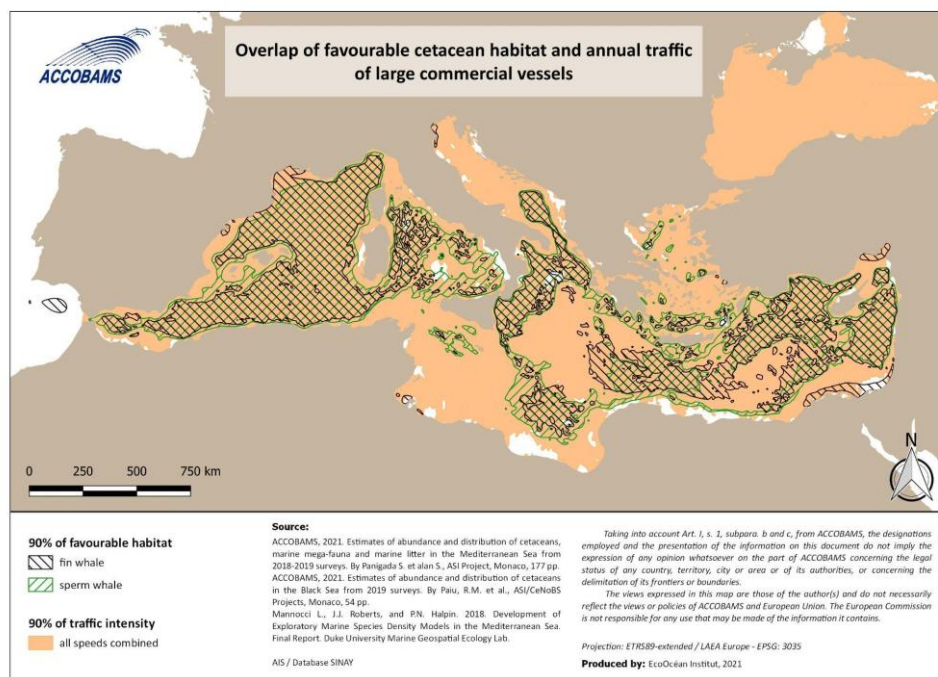 ACCOBAMS
Overlap of favourable cetacean habitat and annual traffic
of large commercial vessels
0 250 500 750 km
N
90% of favourable habitat
fin whale
sperm whale
90% of traffic intensity
all speeds combined
Source:
ACCOBAMS, 2021. Estimates of abundance and distribution of cetaceans,
marine mega-fauna and marine litter in the Mediterranean Sea from
2018-2019 surveys. By Panigada S. et alan S., ASI Project, Monaco, 177 pp.
ACCOBAMS, 2021. Estimates of abundance and distribution of cetaceans
in the Black Sea from 2019 surveys. By Paiu, R.M. et al., ASI/CeNoBS
Projects, Monaco, 54 pp.
Mannocci L., J.J. Roberts, and P.N. Halpin. 2018. Development of
Exploratory Marine Species Density Models in the Mediterranean Sea.
Final Report. Duke University Marine Geospatial Ecology Lab.
AIS / Database SINAY
Taking into account Art. I, s. 1, subpara. b and c, from ACCOBAMS, the designations
employed and the presentation of the information on this document do not imply the
expression of any opinion whatsoever on the part of ACCOBAMS concerning the legal
status of any country, territory, city or area or of its authorities, or concerning the
delimitation of its frontiers or boundaries.
The views expressed in this map are those of the author(s) and do not necessarily
reflect the views or policies of ACCOBAMS and European Union. The European Commission
is not responsible for any use that may be made of the information it contains.
Projection: ETRS89-extended / LAEA Europe - EPSG: 3035
Produced by: EcoOcéan Institut, 2021